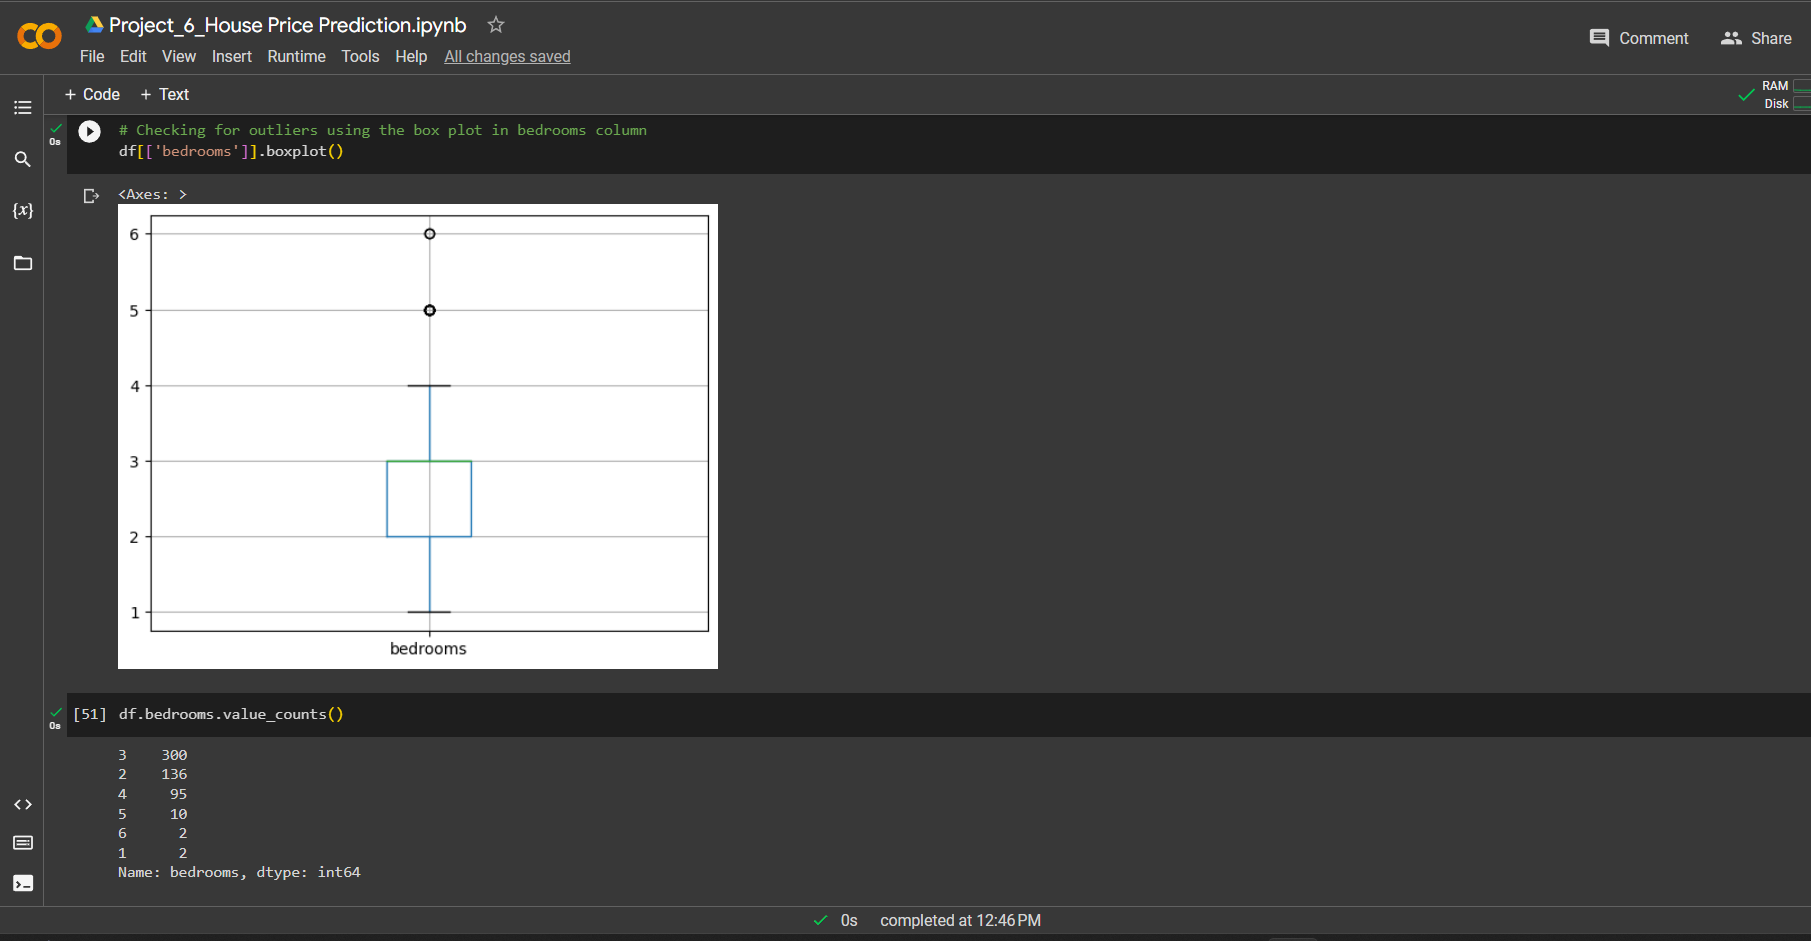 Project_6_House Price Prediction.ipynb
File Edit View Insert Runtime Tools Help All changes saved
Comment Share
+ Code + Text
RAM
Disk
0s
# Checking for outliers using the box plot in bedrooms column
df[['bedrooms']].boxplot()
<Axes: >
{x}
6
5
4
3
2
1
bedrooms
0s
[51] df.bedrooms.value_counts()
3 300
2 136
4 95
5 10
6 2
1 2
Name: bedrooms, dtype: int64
0s completed at 12:46 PM